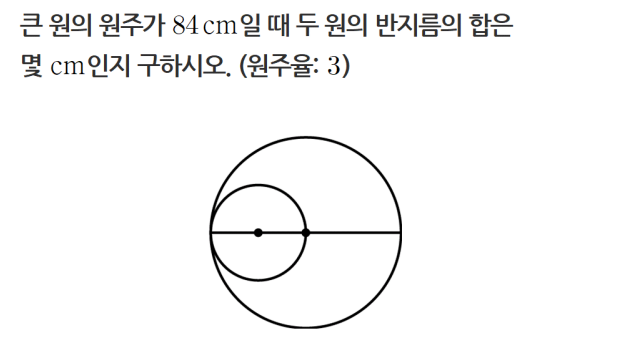 큰 원의 원주가 84 cm일 때 두 원의 반지름의 합은
몇 cm인지 구하시오. (원주율: 3)